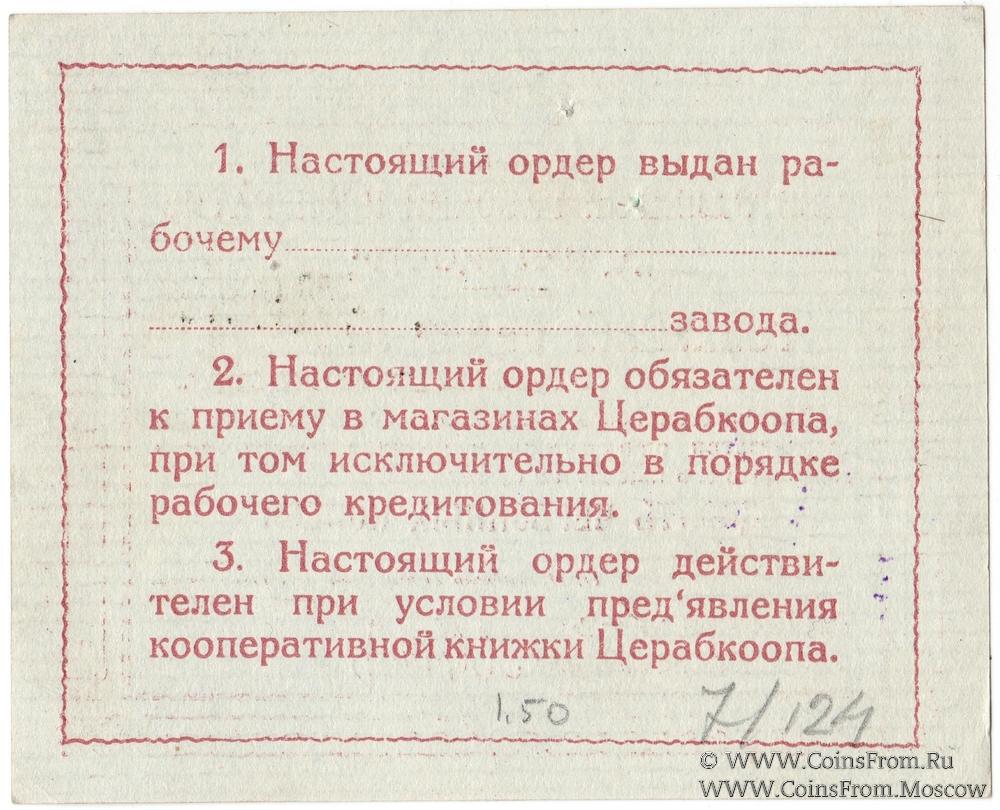 1. Настоящий ордер выдан ра-
бочему
завода.
2. Настоящий ордер обязателен
к приему в магазинах Церабкоопа,
при том исключительно в порядке
рабочего кредитования.
3. Настоящий ордер действи-
телен при условии пред‘явления
кооперативной книжки Церабкоопа.
1,50 7/124
© WWW.CoinsFrom.Ru
WWW.CoinsFrom.Moscow